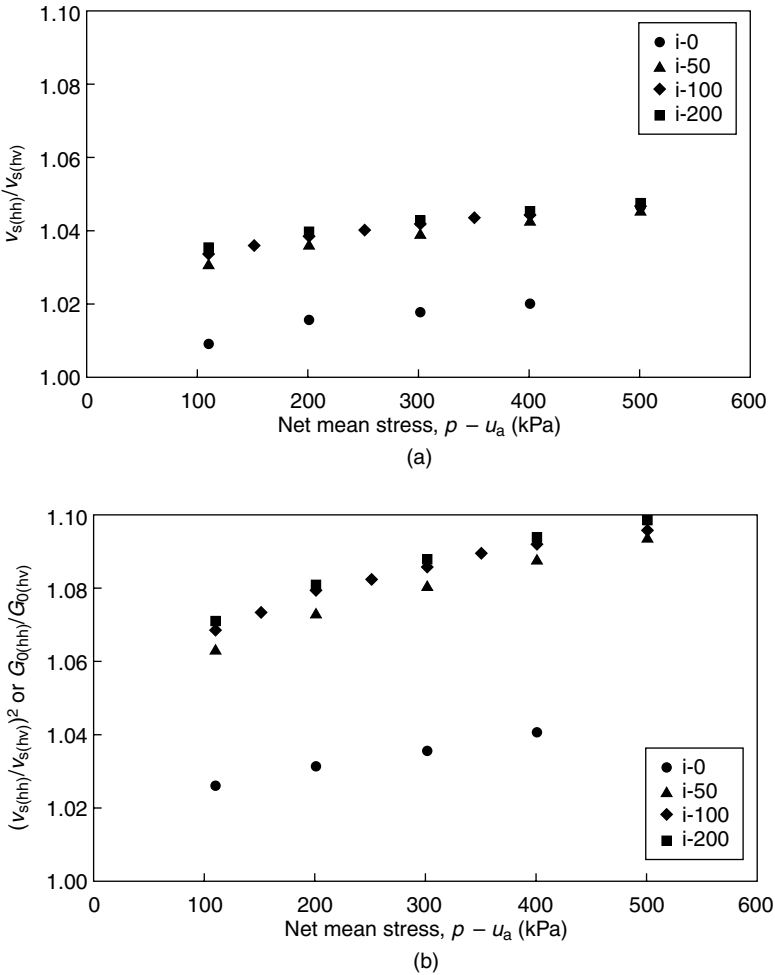 1.10
1.08
1.06
1.04
1.02
1.00
v_s(hh)/v_s(hv)
i-0
i-50
i-100
i-200
0 100 200 300 400 500 600
Net mean stress, p – u_a (kPa)
(a)
1.10
1.08
1.06
1.04
1.02
1.00
(v_s(hh)/v_s(hv))² or G_0(hh)/G_0(hv)
i-0
i-50
i-100
i-200
0 100 200 300 400 500 600
Net mean stress, p – u_a (kPa)
(b)